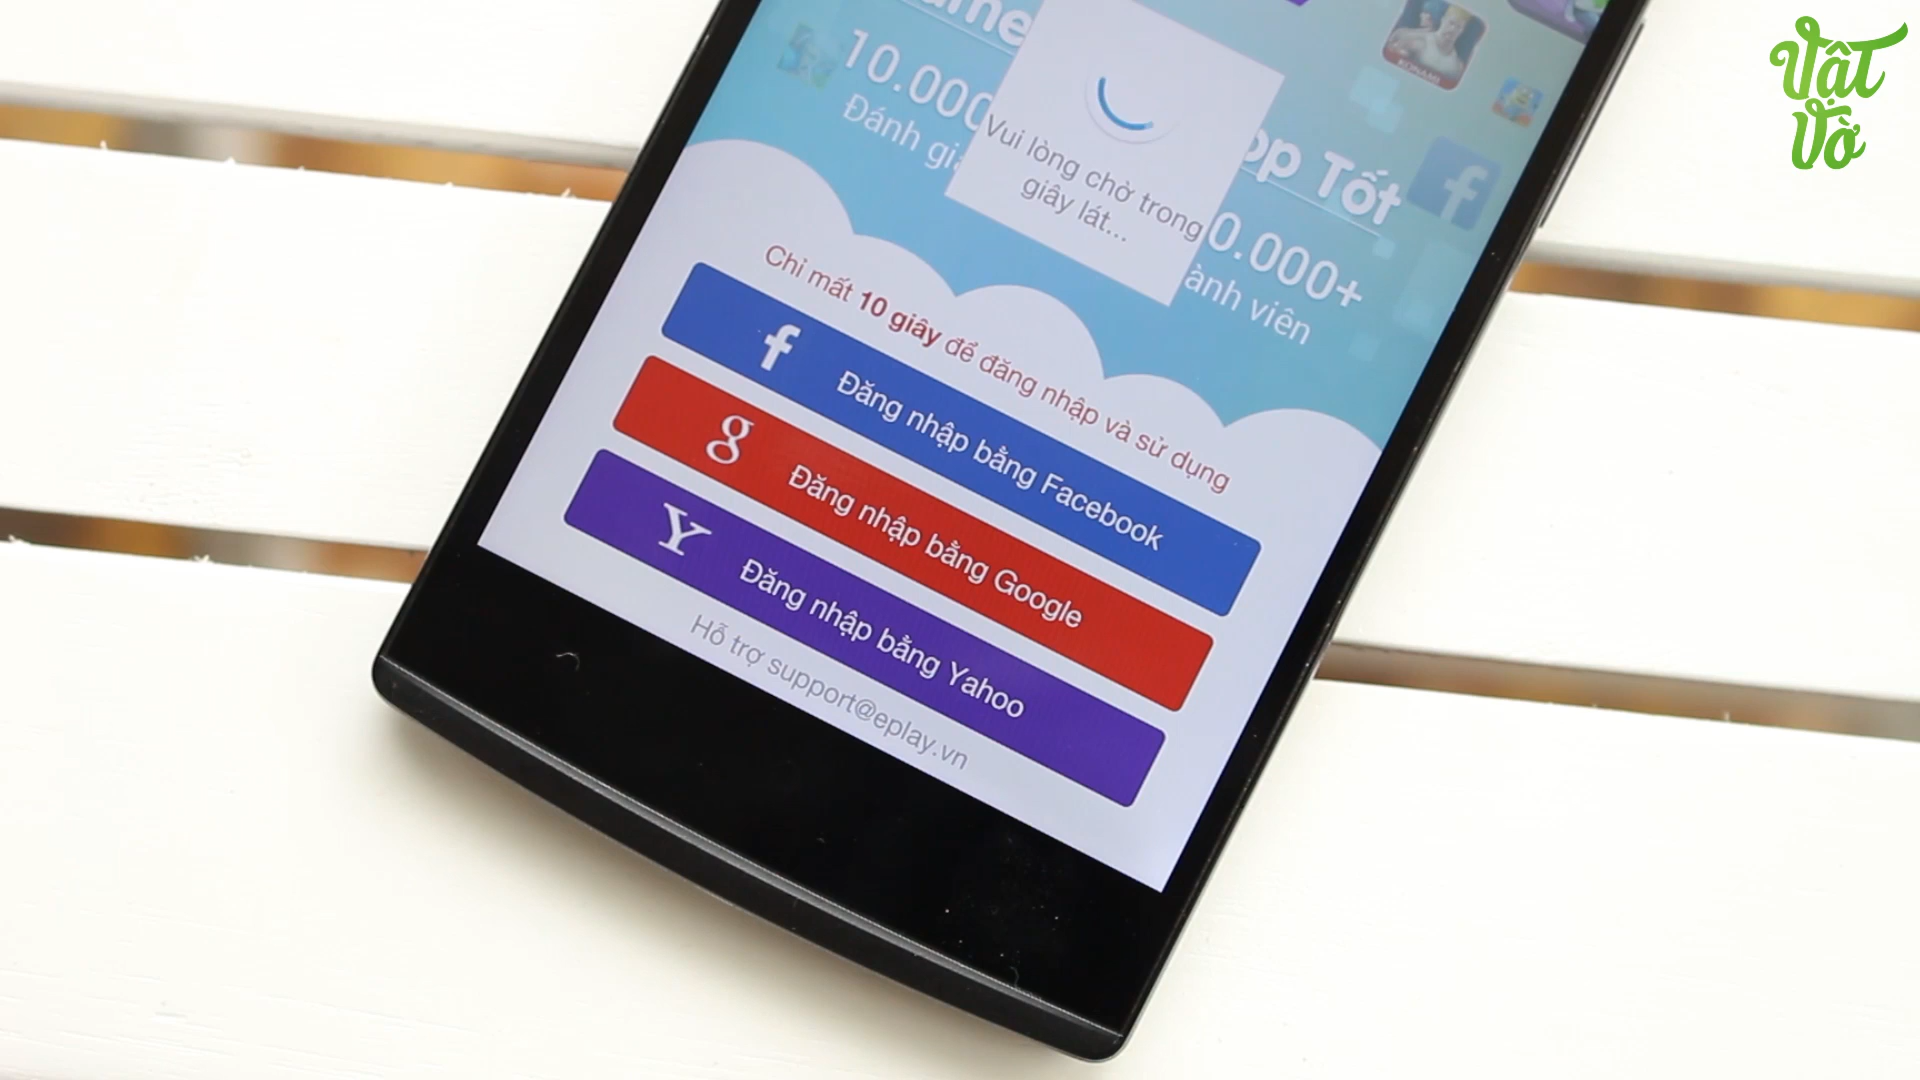 10.000
Đánh giá
Tốt
0.000+
ành viên
KONAMI
Vui lòng chờ trong
giây lát...
Chỉ mất 10 giây để đăng nhập và sử dụng
f
Đăng nhập bằng Facebook
g
Đăng nhập bằng Google
Y
Đăng nhập bằng Yahoo
Hỗ trợ support@eplay.vn
Vật
Vờ